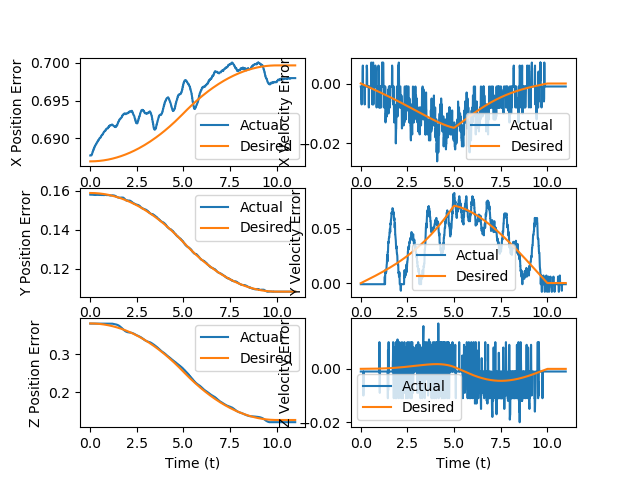 X Position Error
0.700
0.695
0.690
Actual
Desired
0.0 2.5 5.0 7.5 10.0
X Velocity Error
0.00
−0.02
Actual
Desired
0.0 2.5 5.0 7.5 10.0
Y Position Error
0.16
0.14
0.12
Actual
Desired
0.0 2.5 5.0 7.5 10.0
Y Velocity Error
0.05
0.00
Actual
Desired
0.0 2.5 5.0 7.5 10.0
Z Position Error
0.3
0.2
Actual
Desired
0.0 2.5 5.0 7.5 10.0
Time (t)
Z Velocity Error
0.00
−0.02
Actual
Desired
0.0 2.5 5.0 7.5 10.0
Time (t)